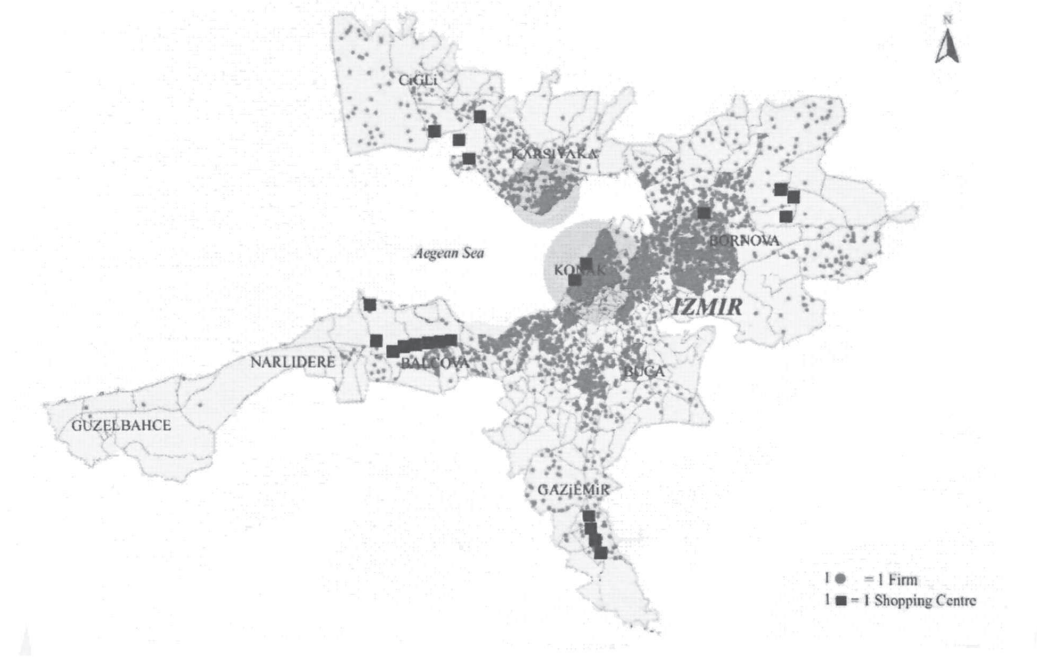 N
CiGLi
KARSIYAKA
Aegean Sea
KONAK
BORNOVA
IZMIR
NARLIDERE
BALCOVA
BUCA
GUZELBAHCE
GAZiEMiR
1 = 1 Firm
1 = 1 Shopping Centre